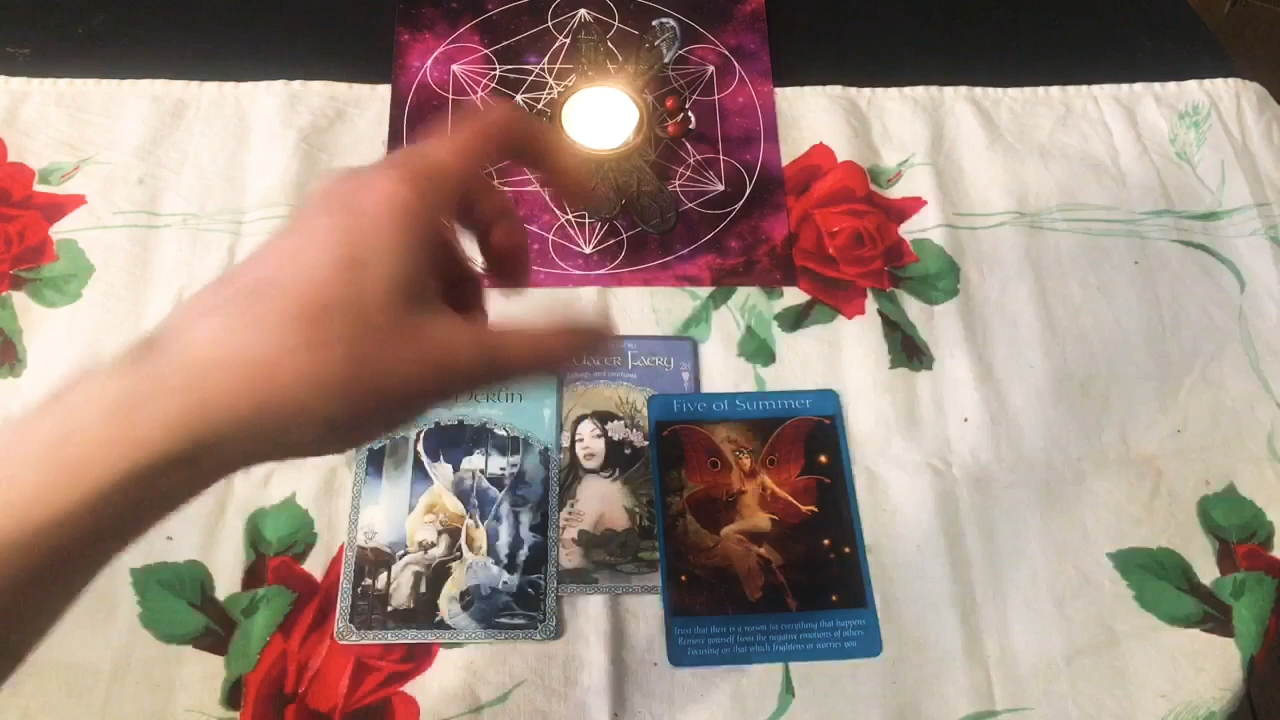 Water Faery 28
Merlin
Five of Summer
Trust that there is a reason for everything that happens
Remove yourself from the negative emotions of others
Focusing on that which frightens or worries you